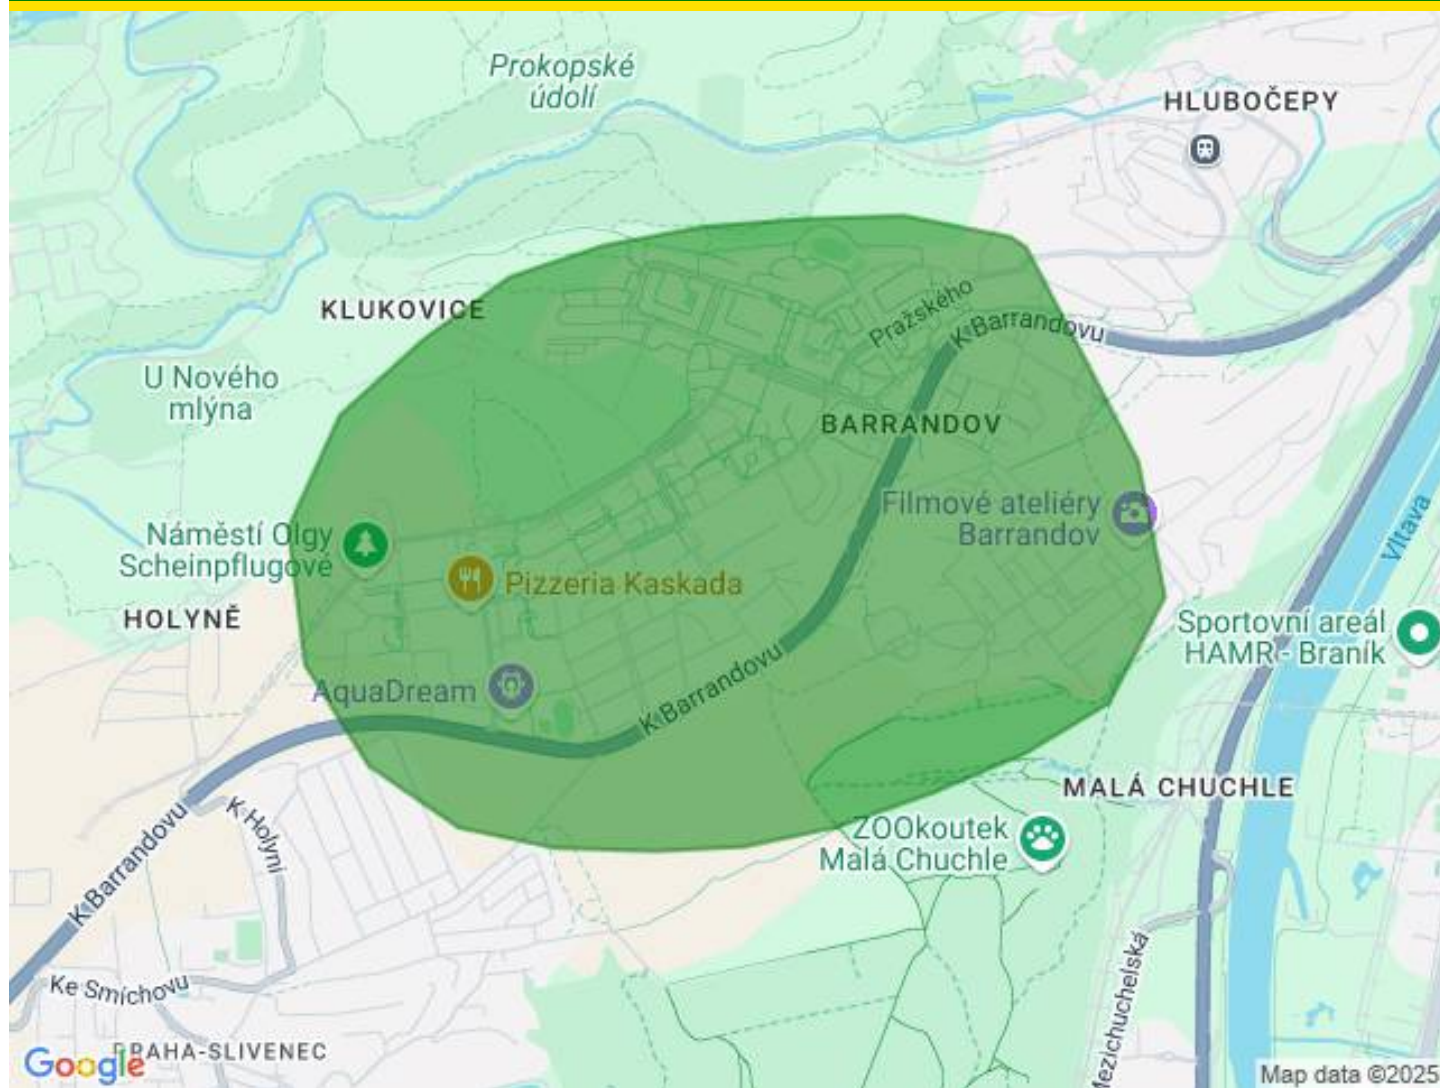 Prokopské
údolí
HLUBOČEPY
KLUKOVICE
Pražského
K Barrandovu
U Nového
mlýna
BARRANDOV
Filmové ateliéry
Barrandov
Vltava
Náměstí Olgy
Scheinpflugové
Pizzeria Kaskada
HOLYNĚ
Sportovní areál
HAMR - Braník
AquaDream
K Barrandovu
MALÁ CHUCHLE
K Holyni
ZOOkoutek
Malá Chuchle
K Barrandovu
Mezichuchelská
Ke Smíchovu
PRAHA-SLIVENEC
Google
Map data ©2025